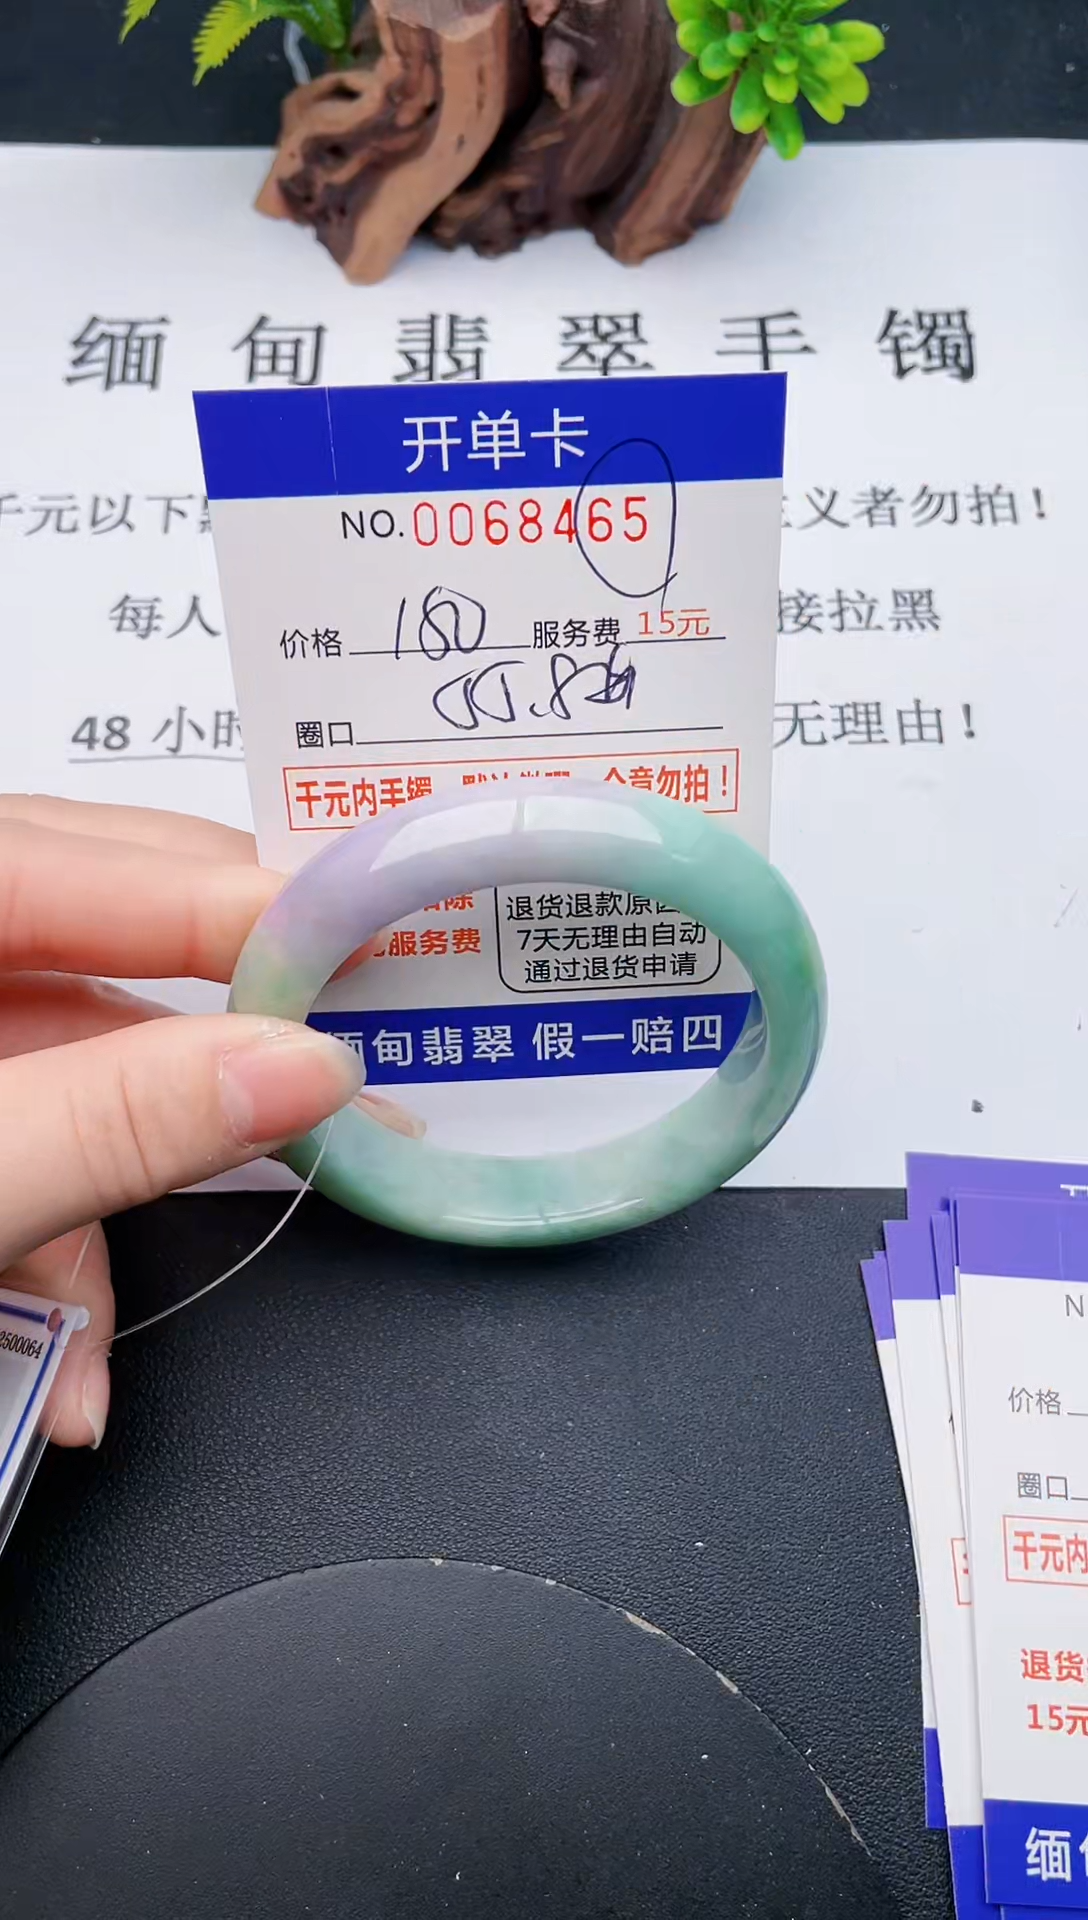 缅甸翡翠手镯
开单卡
千元以下
义者勿拍！
NO.0068465
每人
接拉黑
价格 180 服务费 15元
48 小时
无理由！
圈口 55.8
千元内手镯 勿拍！
退货退款原
服务费
7天无理由自动
通过退货申请
缅甸翡翠 假一赔四
2500064
N
价格
圈口
千元内
退货
15元
缅